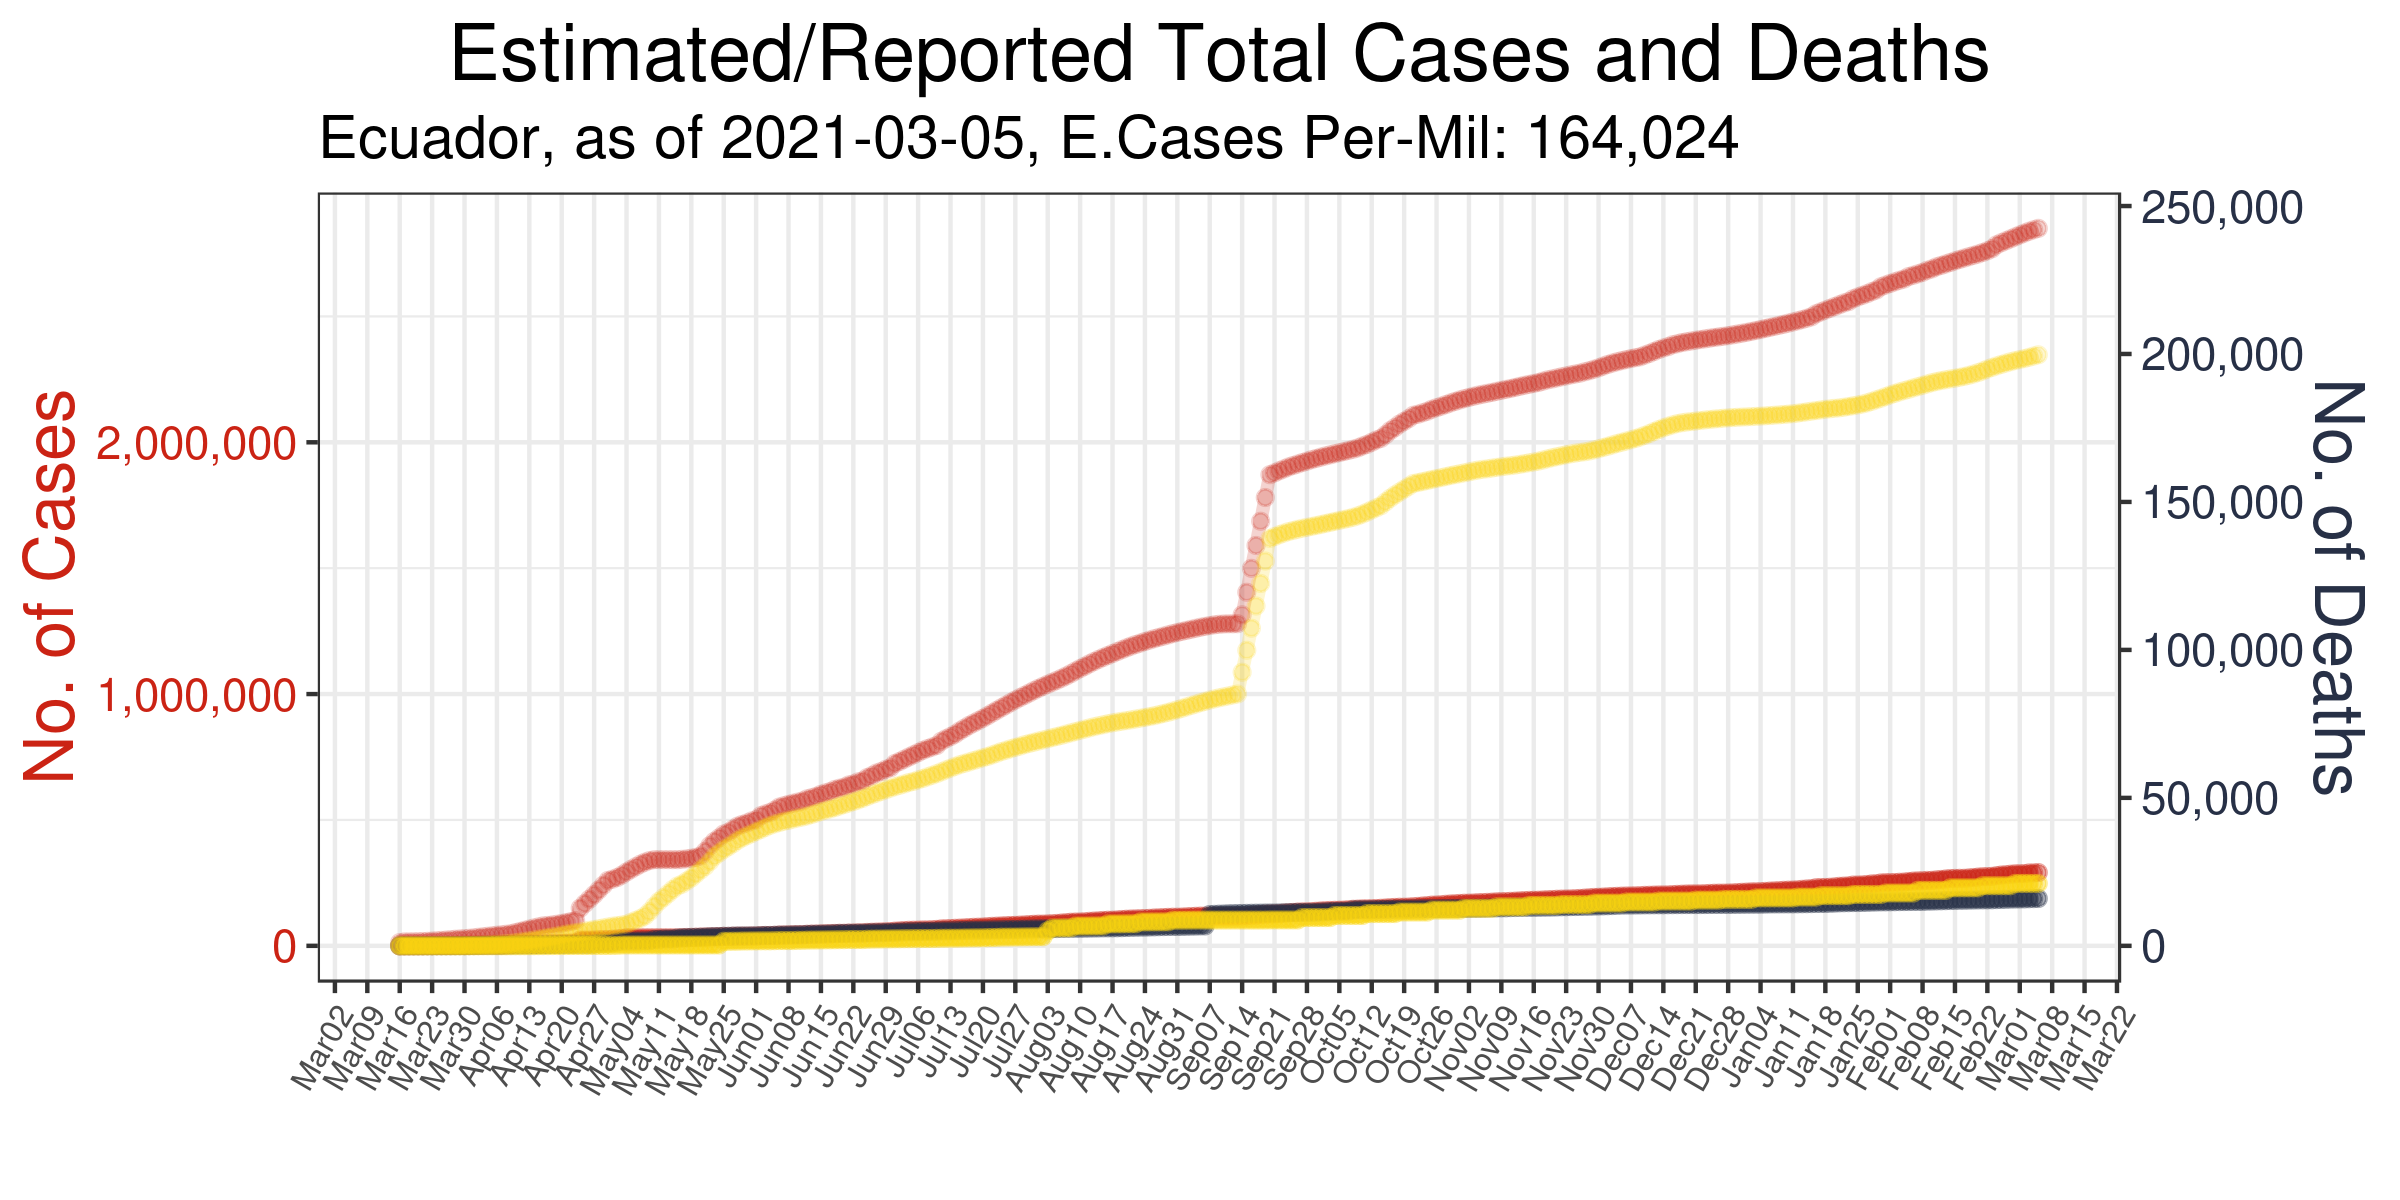 Estimated/Reported Total Cases and Deaths
Ecuador, as of 2021-03-05, E.Cases Per-Mil: 164,024
No. of Cases
2,000,000
1,000,000
0
250,000
200,000
150,000
100,000
50,000
0
No. of Deaths
Mar02 Mar09 Mar16 Mar23 Mar30 Apr06 Apr13 Apr20 Apr27 May04 May11 May18 May25 Jun01 Jun08 Jun15 Jun22 Jun29 Jul06 Jul13 Jul20 Jul27 Aug03 Aug10 Aug17 Aug24 Aug31 Sep07 Sep14 Sep21 Sep28 Oct05 Oct12 Oct19 Oct26 Nov02 Nov09 Nov16 Nov23 Nov30 Dec07 Dec14 Dec21 Dec28 Dec04 Jan11 Jan18 Jan25 Feb01 Feb08 Feb15 Feb22 Mar01 Mar08 Mar15 Mar22